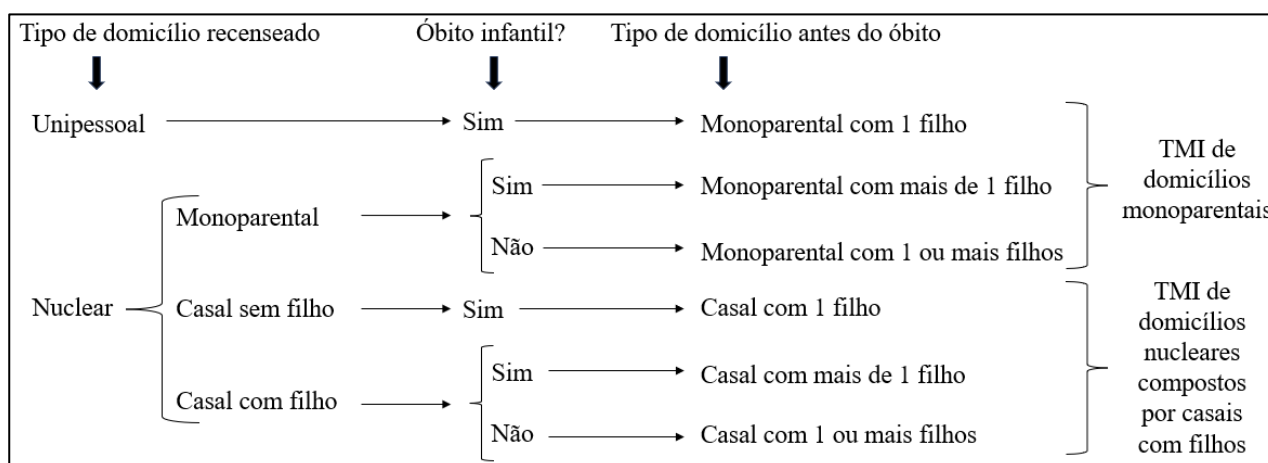 Tipo de domicílio recenseado
Óbito infantil?
Tipo de domicílio antes do óbito
Unipessoal
Sim
Monoparental com 1 filho
Nuclear
Monoparental
Sim
Monoparental com mais de 1 filho
Não
Monoparental com 1 ou mais filhos
Casal sem filho
Sim
Casal com 1 filho
Casal com filho
Sim
Casal com mais de 1 filho
Não
Casal com 1 ou mais filhos
TMI de
domicílios
monoparentais
TMI de
domicílios
nucleares
compostos
por casais
com filhos